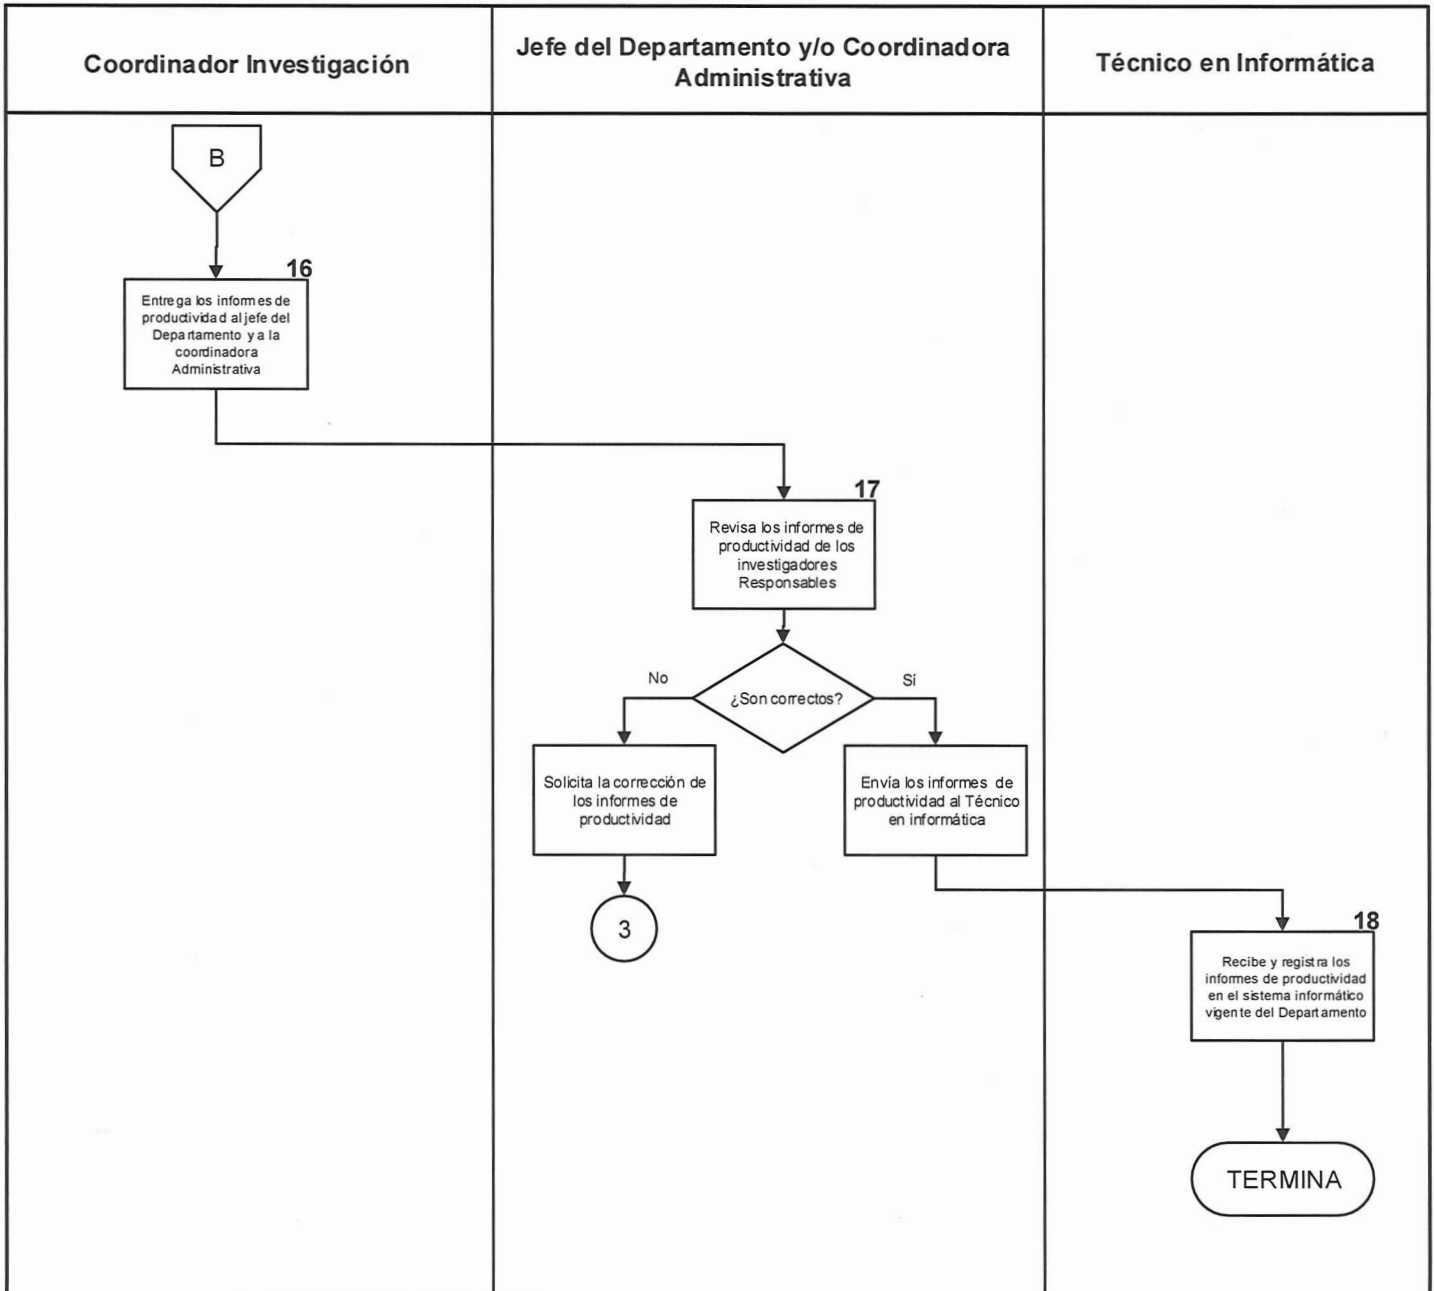 Coordinador Investigación
Jefe del Departamento y/o Coordinadora
Administrativa
Técnico en Informática
B
16
Entrega los informes de
productividad al jefe del
Departamento y a la
coordinadora
Administrativa
17
Revisa los informes de
productividad de los
investigadores
Responsables
¿Son correctos?
No
Sí
Solicita la corrección de
los informes de
productividad
Envía los informes de
productividad al Técnico
en informática
3
18
Recibe y registra los
informes de productividad
en el sistema informático
vigente del Departamento
TERMINA